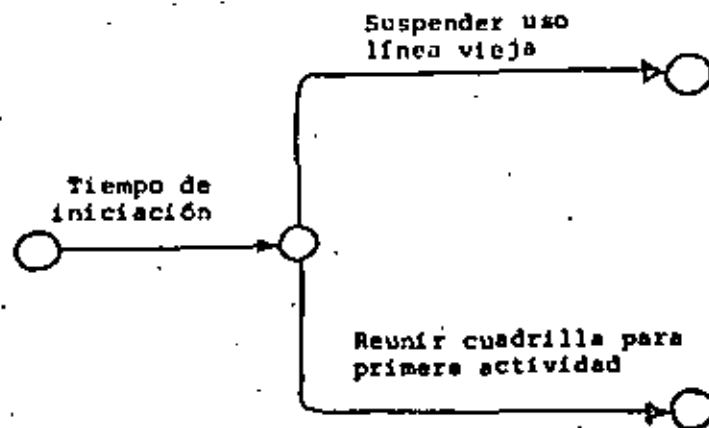 Suspender uso
línea vieja
Tiempo de
iniciación
Reunir cuadrilla para
primera actividad